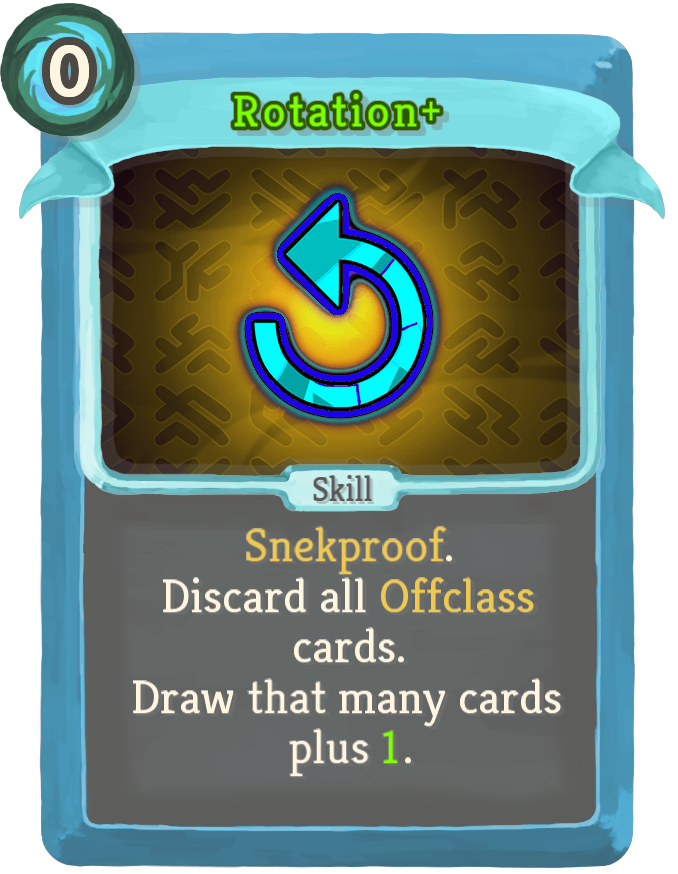 0
Rotation+
Skill
Snekproof.
Discard all Offclass
cards.
Draw that many cards
plus 1.